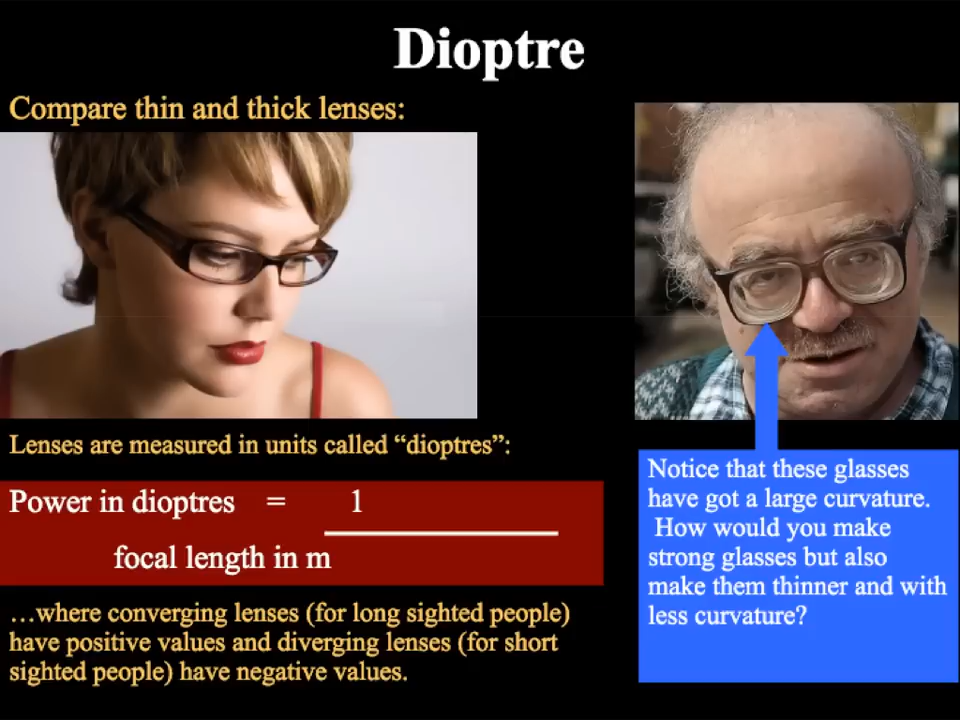 Dioptre
Compare thin and thick lenses:
Lenses are measured in units called “dioptres”:
Power in dioptres = 1
focal length in m
…where converging lenses (for long sighted people)
have positive values and diverging lenses (for short
sighted people) have negative values.
Notice that these glasses
have got a large curvature.
How would you make
strong glasses but also
make them thinner and with
less curvature?